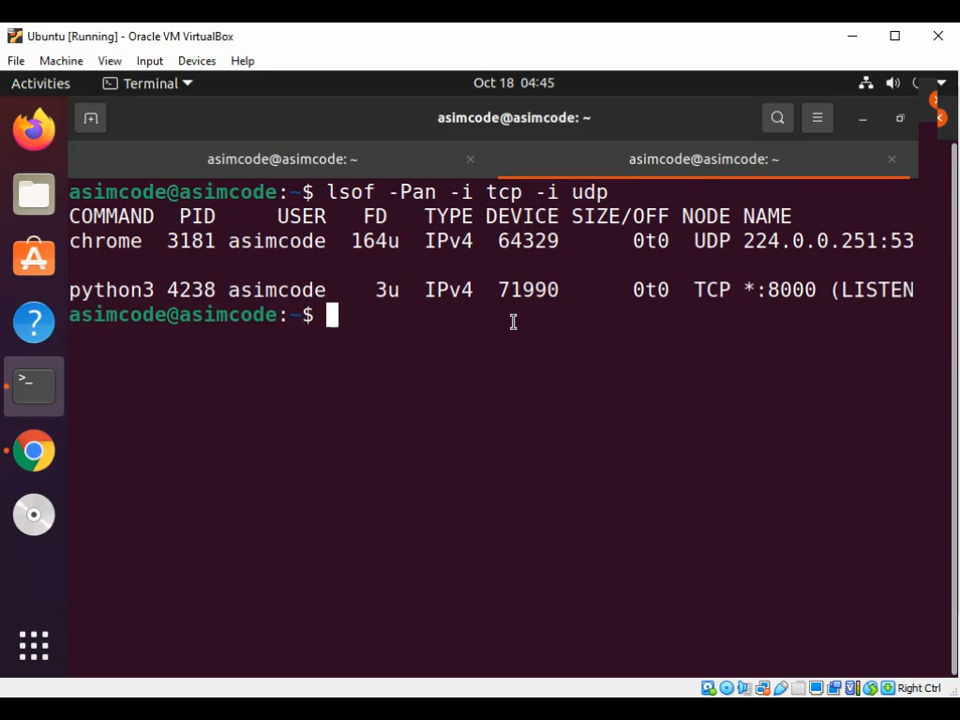 Ubuntu [Running] - Oracle VM VirtualBox
File Machine View Input Devices Help
Activities Terminal Oct 18 04:45
asimcode@asimcode: ~
asimcode@asimcode: ~ asimcode@asimcode: ~
asimcode@asimcode:~$ lsof -Pan -i tcp -i udp
COMMAND PID USER FD TYPE DEVICE SIZE/OFF NODE NAME
chrome 3181 asimcode 164u IPv4 64329 0t0 UDP 224.0.0.251:53
python3 4238 asimcode 3u IPv4 71990 0t0 TCP *:8000 (LISTEN
asimcode@asimcode:~$
Right Ctrl